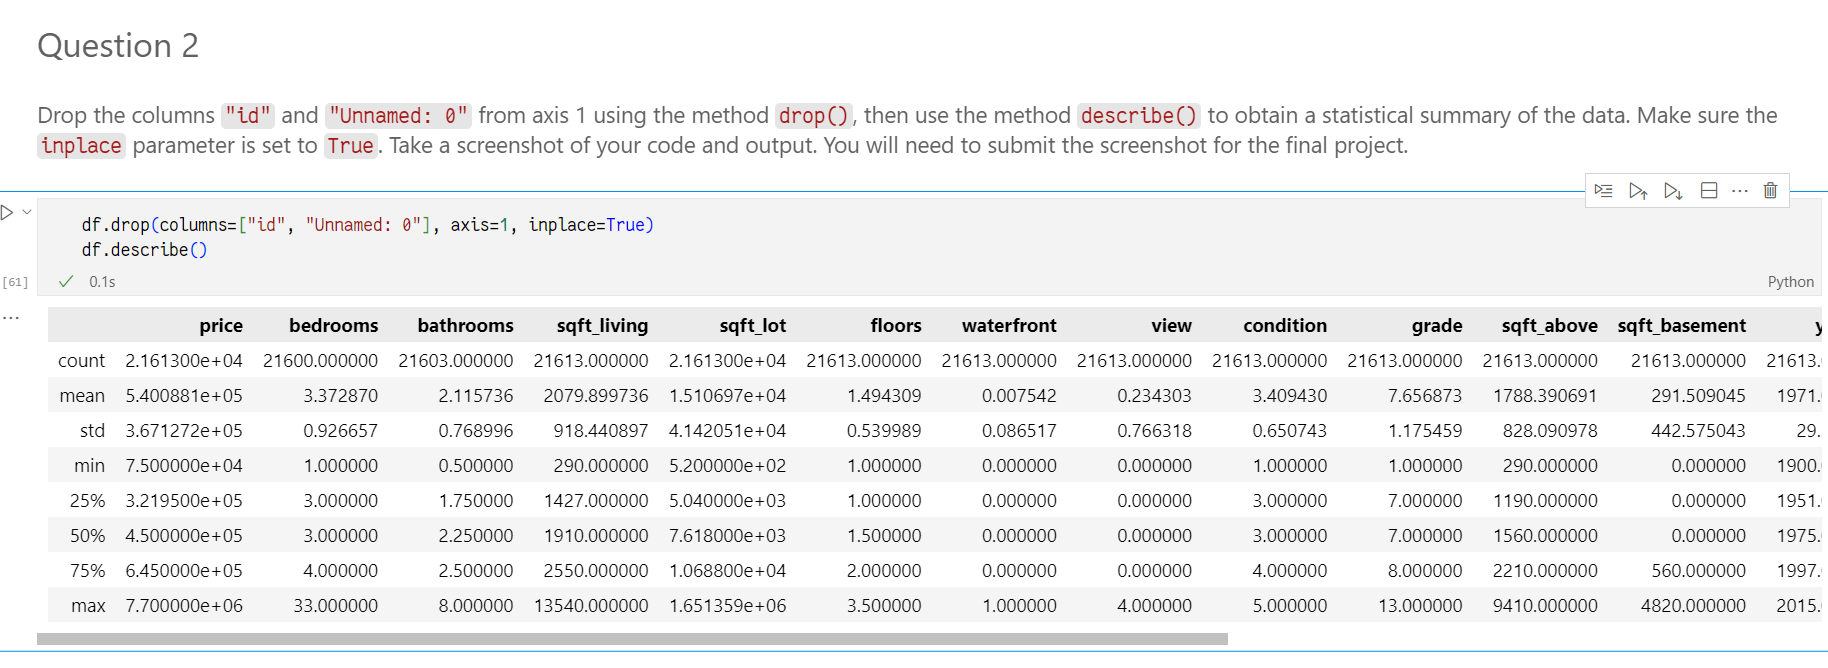 Question 2
Drop the columns "id" and "Unnamed: 0" from axis 1 using the method drop(), then use the method describe() to obtain a statistical summary of the data. Make sure the
inplace parameter is set to True. Take a screenshot of your code and output. You will need to submit the screenshot for the final project.
df.drop(columns=["id", "Unnamed: 0"], axis=1, inplace=True)
df.describe()
[61] 0.1s Python
price bedrooms bathrooms sqft_living sqft_lot floors waterfront view condition grade sqft_above sqft_basement y
count 2.161300e+04 21600.000000 21603.000000 21613.000000 2.161300e+04 21613.000000 21613.000000 21613.000000 21613.000000 21613.000000 21613.000000 21613.000000 21613.
mean 5.400881e+05 3.372870 2.115736 2079.899736 1.510697e+04 1.494309 0.007542 0.234303 3.409430 7.656873 1788.390691 291.509045 1971.
std 3.671272e+05 0.926657 0.768996 918.440897 4.142051e+04 0.539989 0.086517 0.766318 0.650743 1.175459 828.090978 442.575043 29.
min 7.500000e+04 1.000000 0.500000 290.000000 5.200000e+02 1.000000 0.000000 0.000000 1.000000 1.000000 290.000000 0.000000 1900.
25% 3.219500e+05 3.000000 1.750000 1427.000000 5.040000e+03 1.000000 0.000000 0.000000 3.000000 7.000000 1190.000000 0.000000 1951.
50% 4.500000e+05 3.000000 2.250000 1910.000000 7.618000e+03 1.500000 0.000000 0.000000 3.000000 7.000000 1560.000000 0.000000 1975.
75% 6.450000e+05 4.000000 2.500000 2550.000000 1.068800e+04 2.000000 0.000000 0.000000 4.000000 8.000000 2210.000000 560.000000 1997.
max 7.700000e+06 33.000000 8.000000 13540.000000 1.651359e+06 3.500000 1.000000 4.000000 5.000000 13.000000 9410.000000 4820.000000 2015.